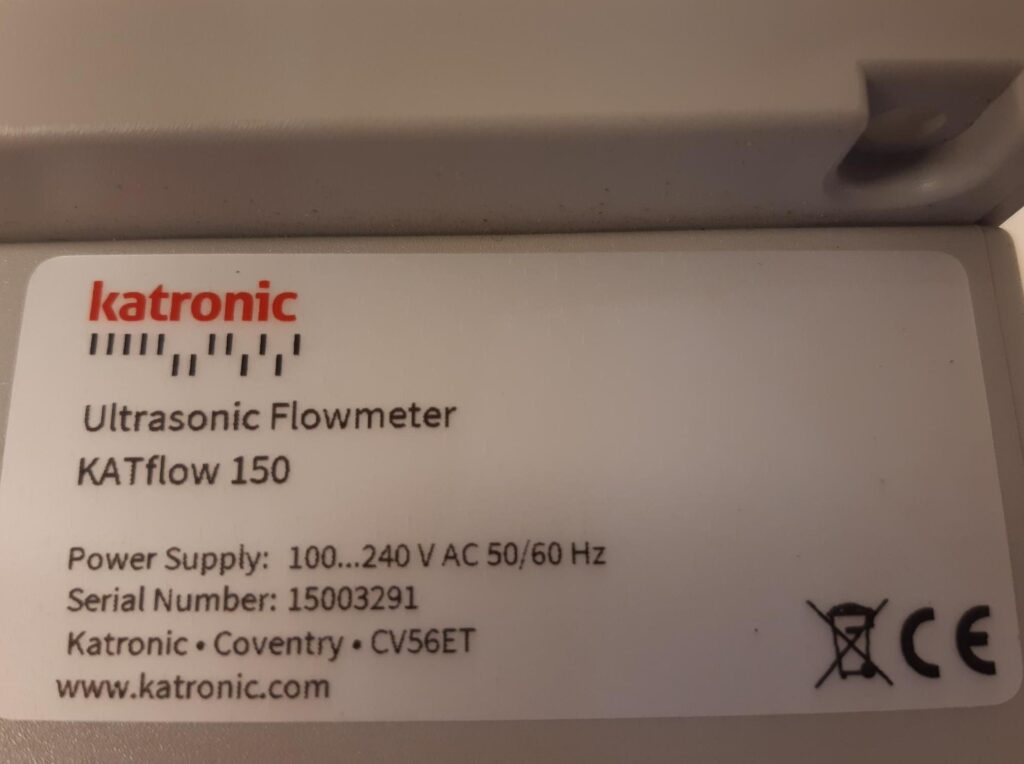 katronic
Ultrasonic Flowmeter
KATflow 150
Power Supply: 100...240 V AC 50/60 Hz
Serial Number: 15003291
Katronic • Coventry • CV56ET
www.katronic.com
CE